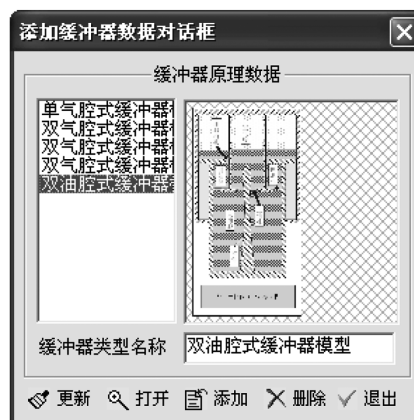 添加缓冲器数据对话框
缓冲器原理数据
单气腔式缓冲器
双气腔式缓冲器
双气腔式缓冲器
双气腔式缓冲器
双油腔式缓冲器
缓冲器类型名称 双油腔式缓冲器模型
更新 打开 添加 删除 退出